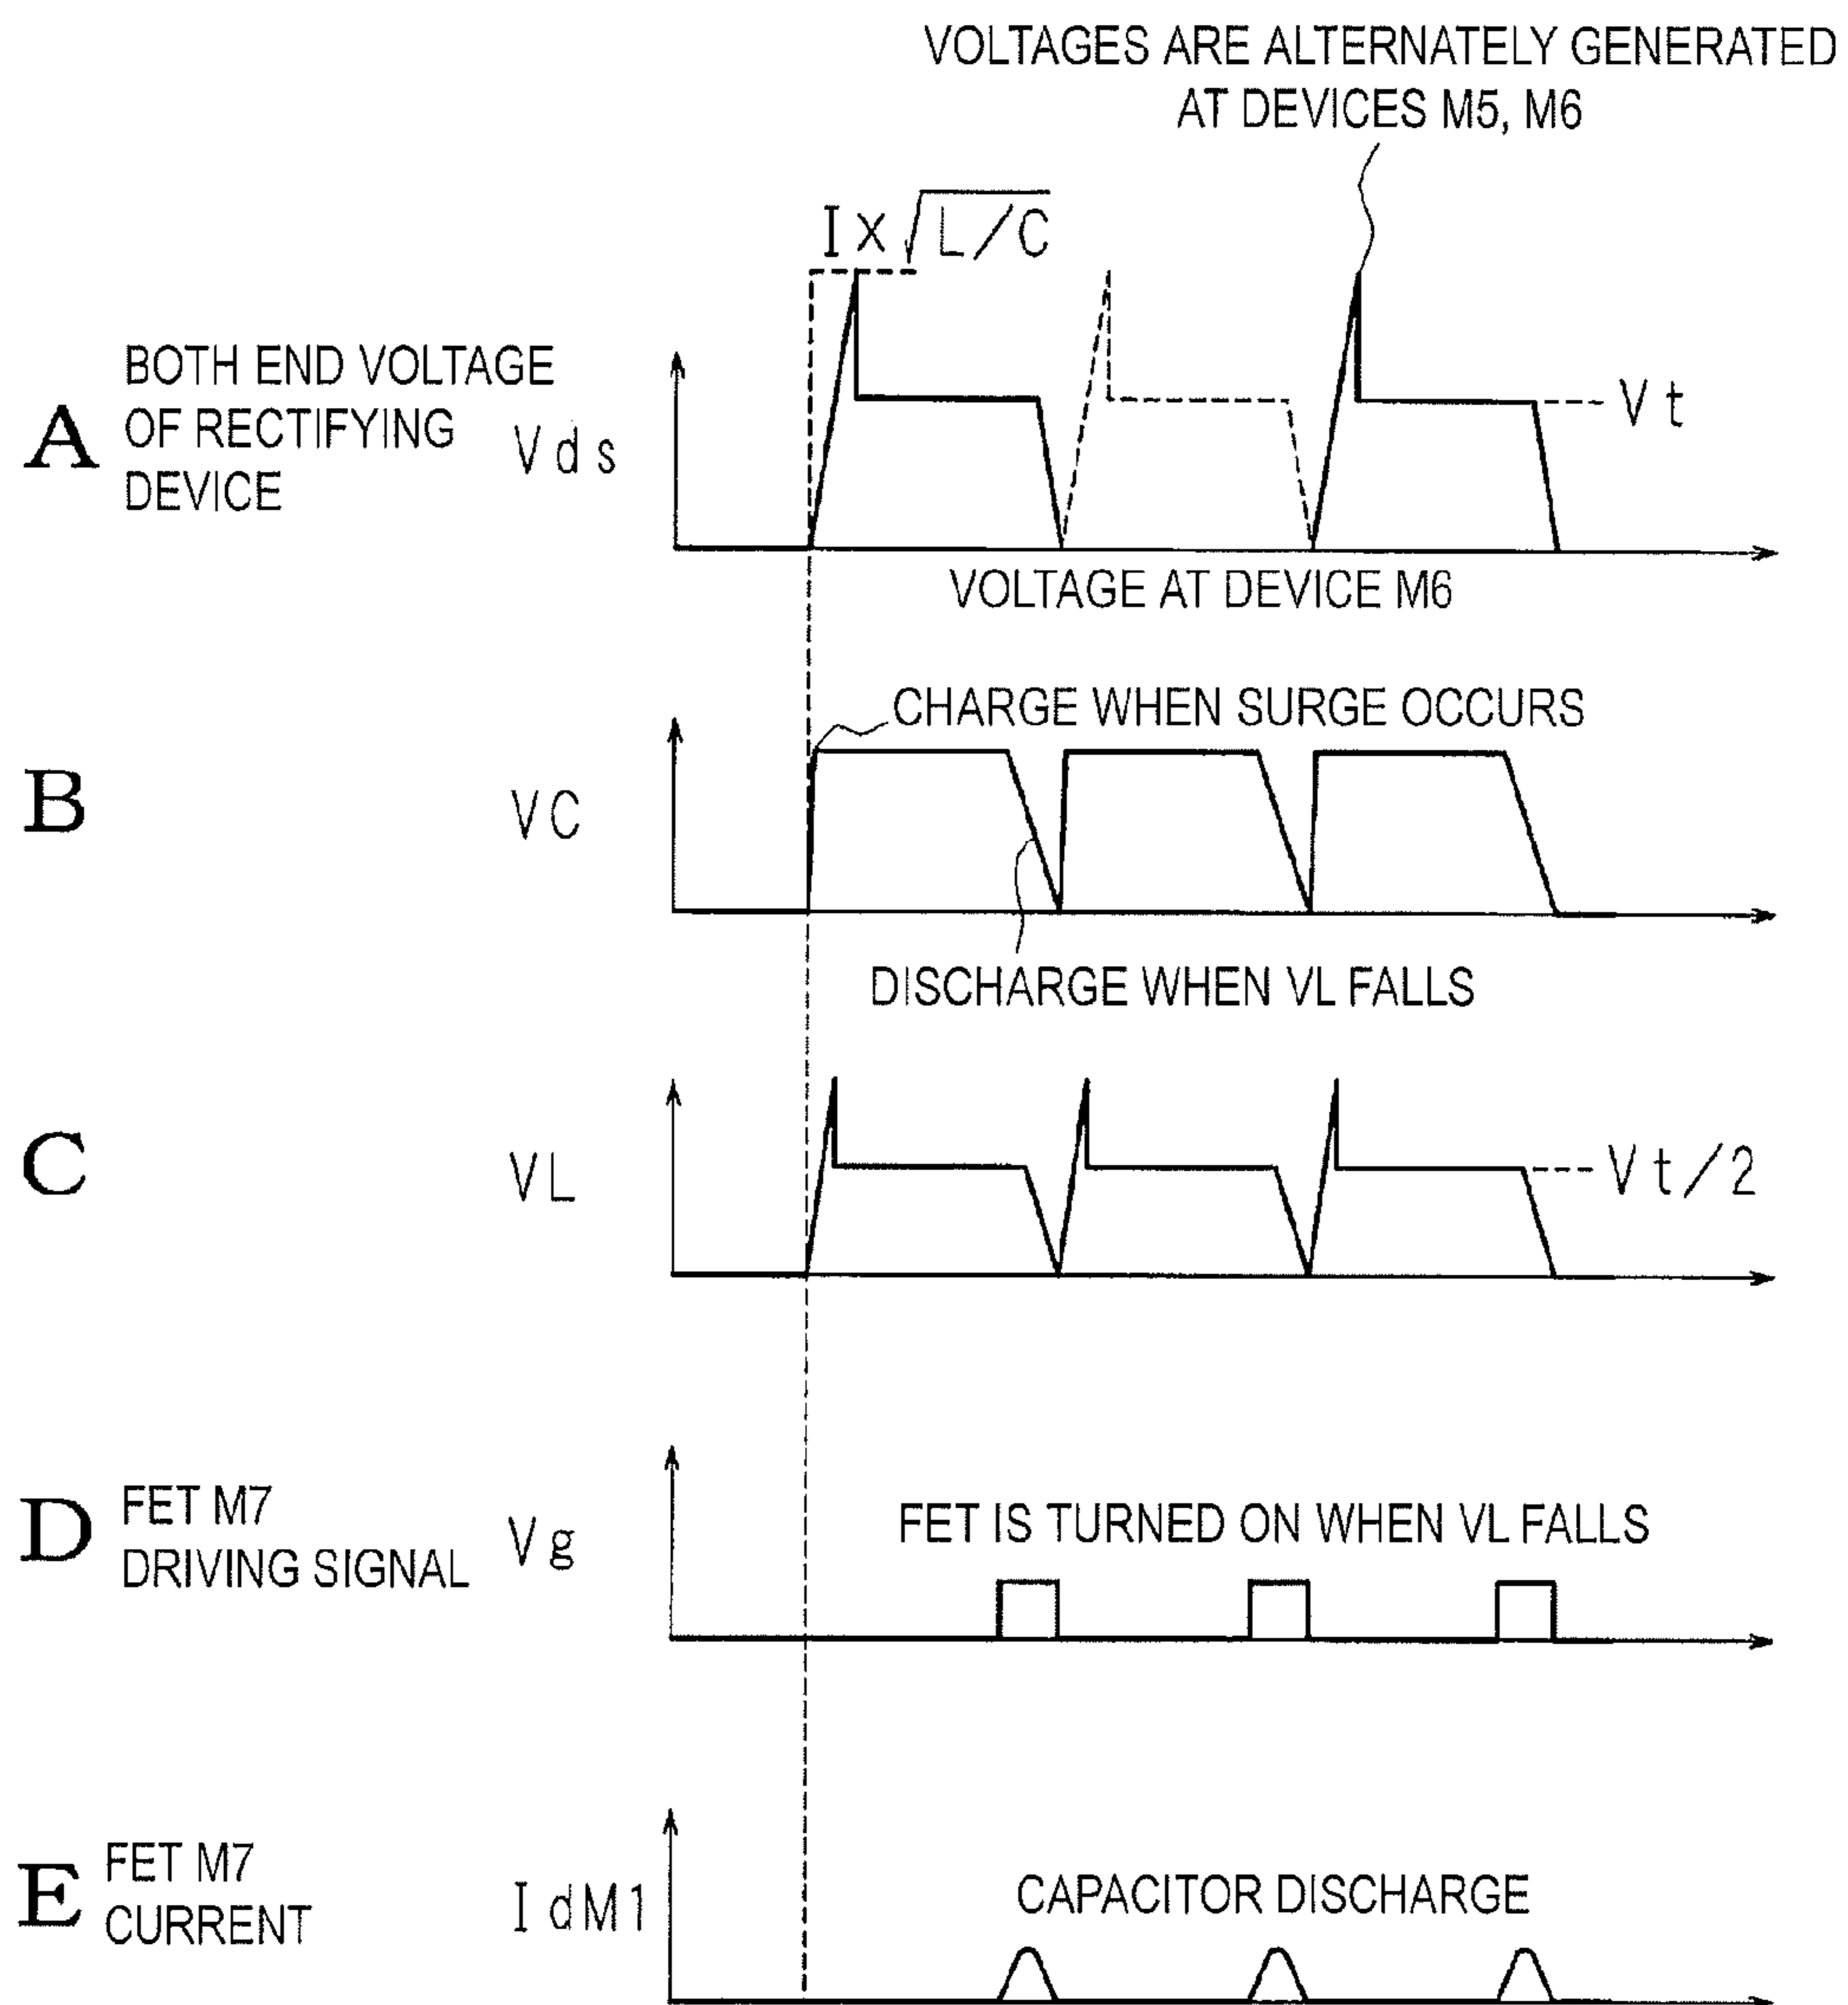 VOLTAGES ARE ALTERNATELY GENERATED
AT DEVICES M5, M6
I×√L/C
A
BOTH END VOLTAGE
OF RECTIFYING
DEVICE
Vds
Vt
VOLTAGE AT DEVICE M6
CHARGE WHEN SURGE OCCURS
B
VC
DISCHARGE WHEN VL FALLS
C
VL
Vt/2
D
FET M7
DRIVING SIGNAL
Vg
FET IS TURNED ON WHEN VL FALLS
E
FET M7
CURRENT
IdM1
CAPACITOR DISCHARGE